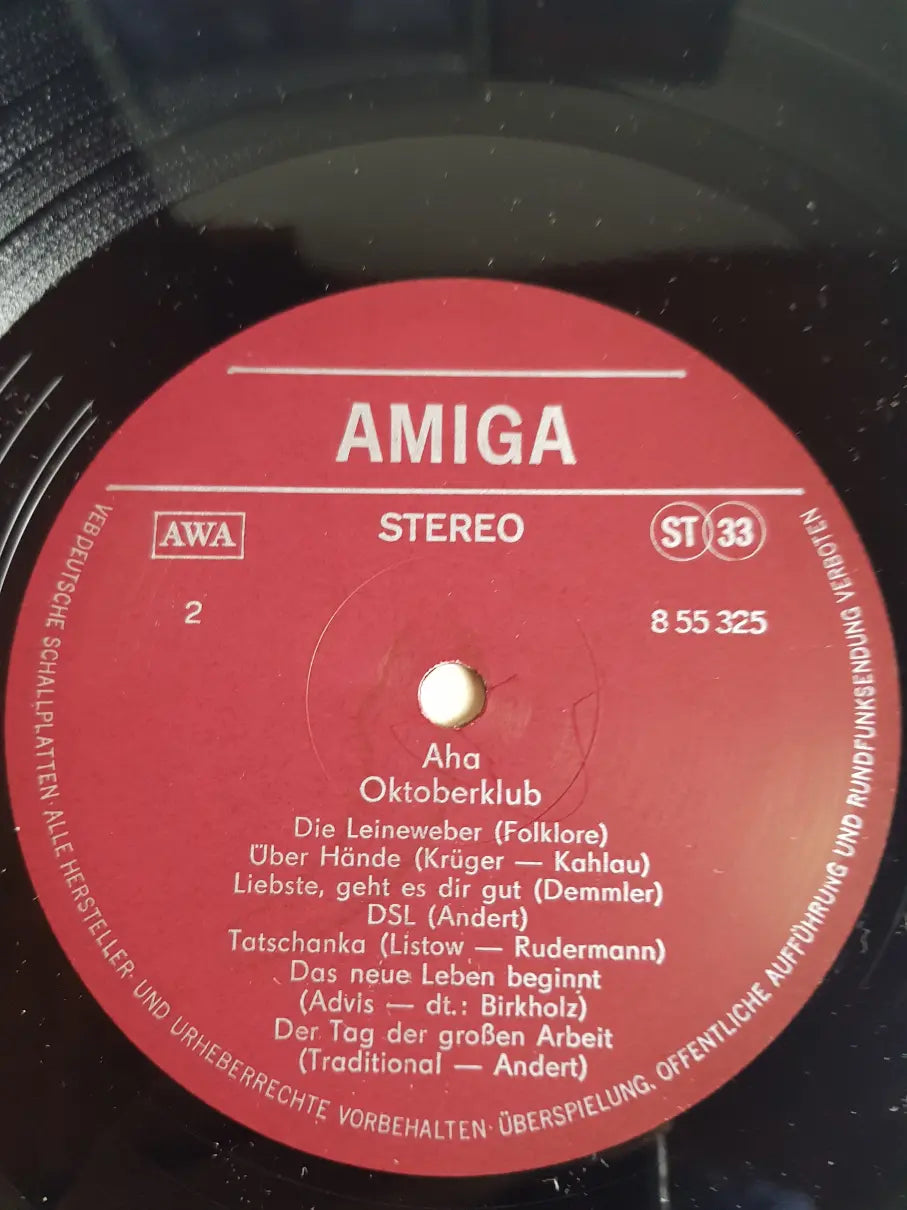 AMIGA
AWA
STEREO
ST 33
2
8 55 325
Aha
Oktoberklub
Die Leineweber (Folklore)
Über Hände (Krüger — Kahlau)
Liebste, geht es dir gut (Demmler)
DSL (Andert)
Tatschanka (Listow — Rudermann)
Das neue Leben beginnt
(Advis — dt.: Birkholz)
Der Tag der großen Arbeit
(Traditional — Andert)
VEB DEUTSCHE SCHALLPLATTEN · ALLE HERSTELLER- UND URHEBERRECHTE VORBEHALTEN · ÜBERSPIELUNG, ÖFFENTLICHE AUFFÜHRUNG UND RUNDFUNKSENDUNG VERBOTEN